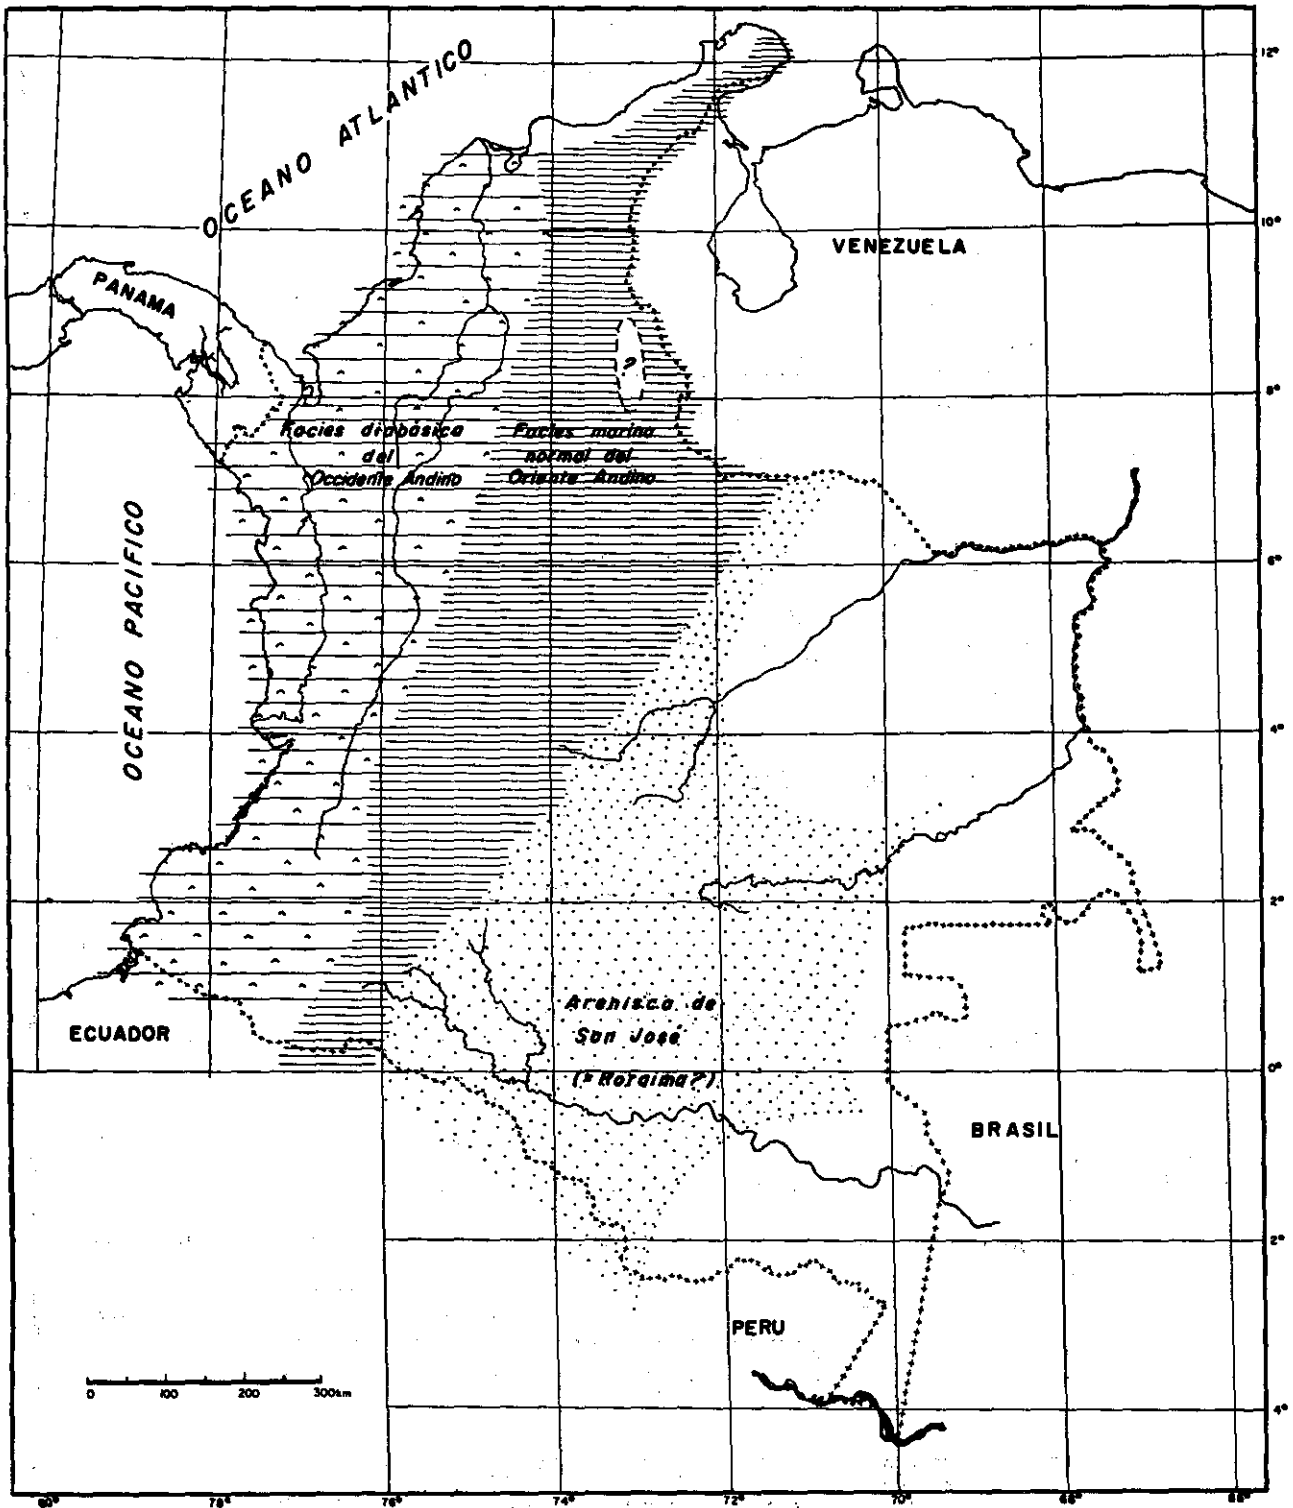 OCEANO ATLANTICO
12°
10°
VENEZUELA
PANAMA
?
8°
Facies diabásica
del
Occidente Andino
Facies marina
normal del
Oriente Andino
OCEANO PACIFICO
6°
4°
2°
Arenisca de
San José
(=Roraima?)
ECUADOR
0°
BRASIL
2°
PERU
0 100 200 300km
4°
80° 78° 76° 74° 72° 70° 68° 66°